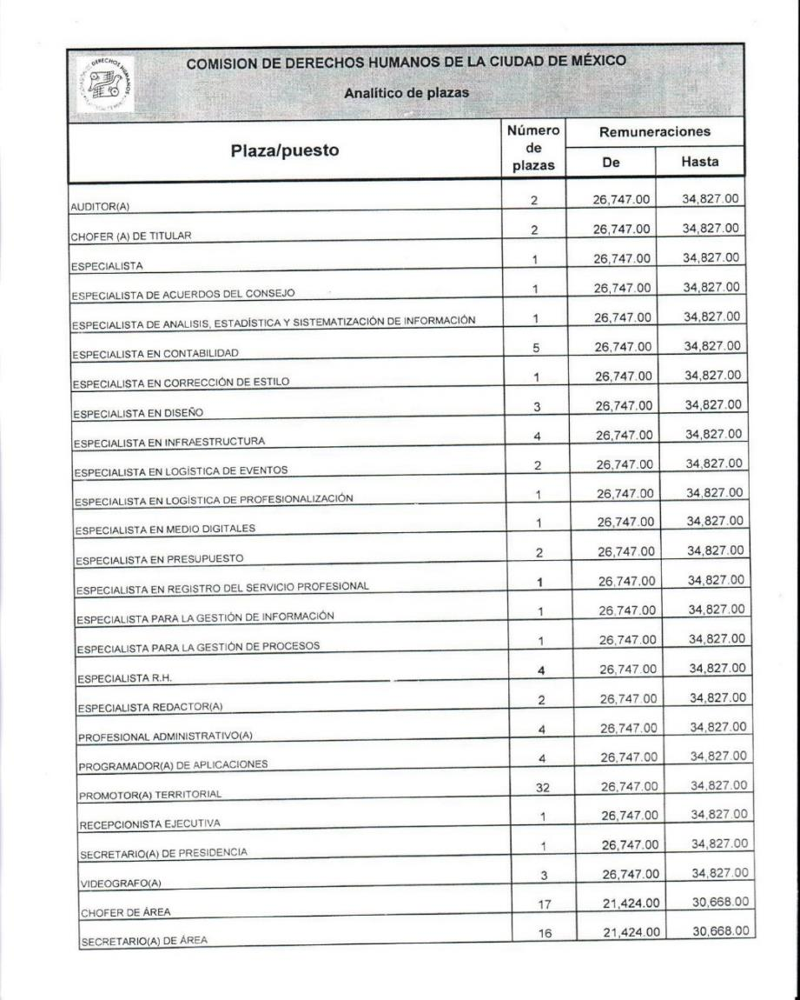 COMISION DE DERECHOS HUMANOS DE LA CIUDAD DE MÉXICO
Analítico de plazas
Plaza/puesto Número de plazas Remuneraciones
De Hasta
AUDITOR(A) 2 26,747.00 34,827.00
CHOFER (A) DE TITULAR 2 26,747.00 34,827.00
ESPECIALISTA 1 26,747.00 34,827.00
ESPECIALISTA DE ACUERDOS DEL CONSEJO 1 26,747.00 34,827.00
ESPECIALISTA DE ANALISIS, ESTADÍSTICA Y SISTEMATIZACIÓN DE INFORMACIÓN 1 26,747.00 34,827.00
ESPECIALISTA EN CONTABILIDAD 5 26,747.00 34,827.00
ESPECIALISTA EN CORRECCIÓN DE ESTILO 1 26,747.00 34,827.00
ESPECIALISTA EN DISEÑO 3 26,747.00 34,827.00
ESPECIALISTA EN INFRAESTRUCTURA 4 26,747.00 34,827.00
ESPECIALISTA EN LOGÍSTICA DE EVENTOS 2 26,747.00 34,827.00
ESPECIALISTA EN LOGÍSTICA DE PROFESIONALIZACIÓN 1 26,747.00 34,827.00
ESPECIALISTA EN MEDIO DIGITALES 1 26,747.00 34,827.00
ESPECIALISTA EN PRESUPUESTO 2 26,747.00 34,827.00
ESPECIALISTA EN REGISTRO DEL SERVICIO PROFESIONAL 1 26,747.00 34,827.00
ESPECIALISTA PARA LA GESTIÓN DE INFORMACIÓN 1 26,747.00 34,827.00
ESPECIALISTA PARA LA GESTIÓN DE PROCESOS 1 26,747.00 34,827.00
ESPECIALISTA R.H. 4 26,747.00 34,827.00
ESPECIALISTA REDACTOR(A) 2 26,747.00 34,827.00
PROFESIONAL ADMINISTRATIVO(A) 4 26,747.00 34,827.00
PROGRAMADOR(A) DE APLICACIONES 4 26,747.00 34,827.00
PROMOTOR(A) TERRITORIAL 32 26,747.00 34,827.00
RECEPCIONISTA EJECUTIVA 1 26,747.00 34,827.00
SECRETARIO(A) DE PRESIDENCIA 1 26,747.00 34,827.00
VIDEOGRAFO(A) 3 26,747.00 34,827.00
CHOFER DE ÁREA 17 21,424.00 30,668.00
SECRETARIO(A) DE ÁREA 16 21,424.00 30,668.00